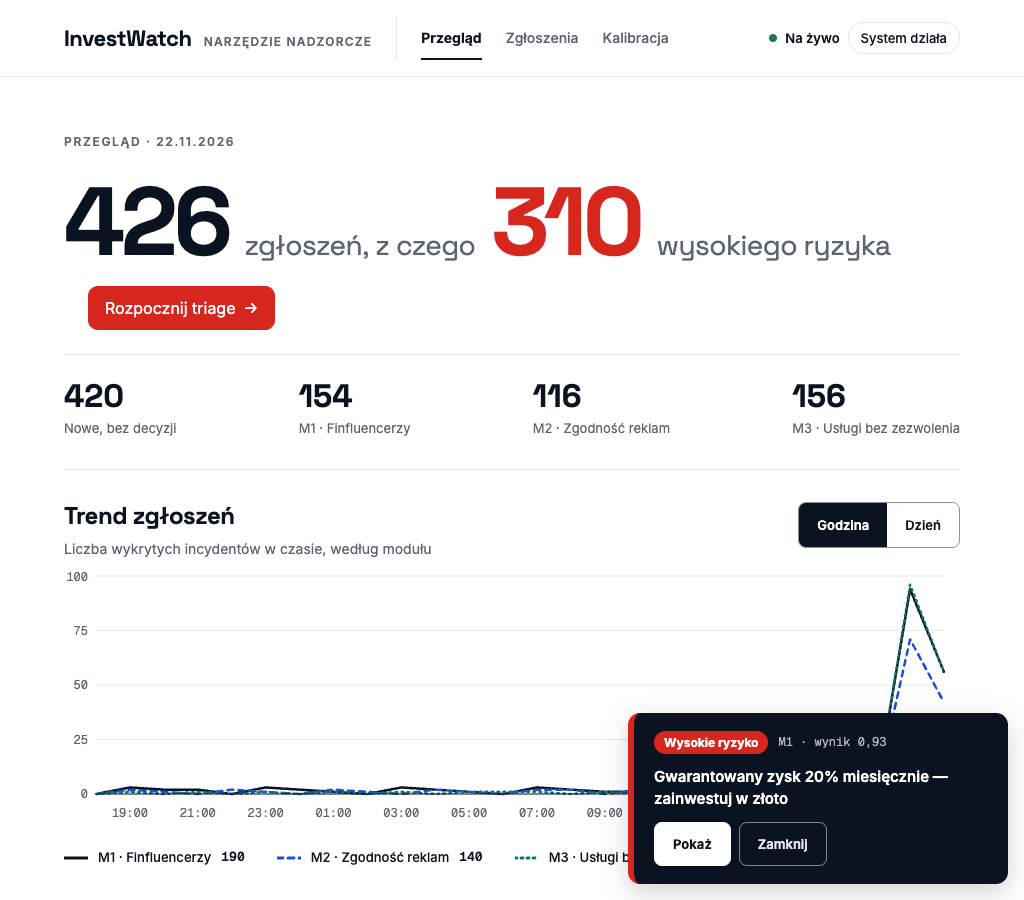 InvestWatch NARZĘDZIE NADZORCZE
Przegląd Zgłoszenia Kalibracja
Na żywo System działa
PRZEGLĄD · 22.11.2026
426 zgłoszeń, z czego 310 wysokiego ryzyka
Rozpocznij triage →
420
Nowe, bez decyzji
154
M1 · Finfluencerzy
116
M2 · Zgodność reklam
156
M3 · Usługi bez zezwolenia
Trend zgłoszeń
Liczba wykrytych incydentów w czasie, według modułu
Godzina Dzień
100
75
50
25
0
19:00 21:00 23:00 01:00 03:00 05:00 07:00 09:00
M1 · Finfluencerzy 190 M2 · Zgodność reklam 140 M3 · Usługi
Wysokie ryzyko M1 · wynik 0,93
Gwarantowany zysk 20% miesięcznie —
zainwestuj w złoto
Pokaż Zamknij